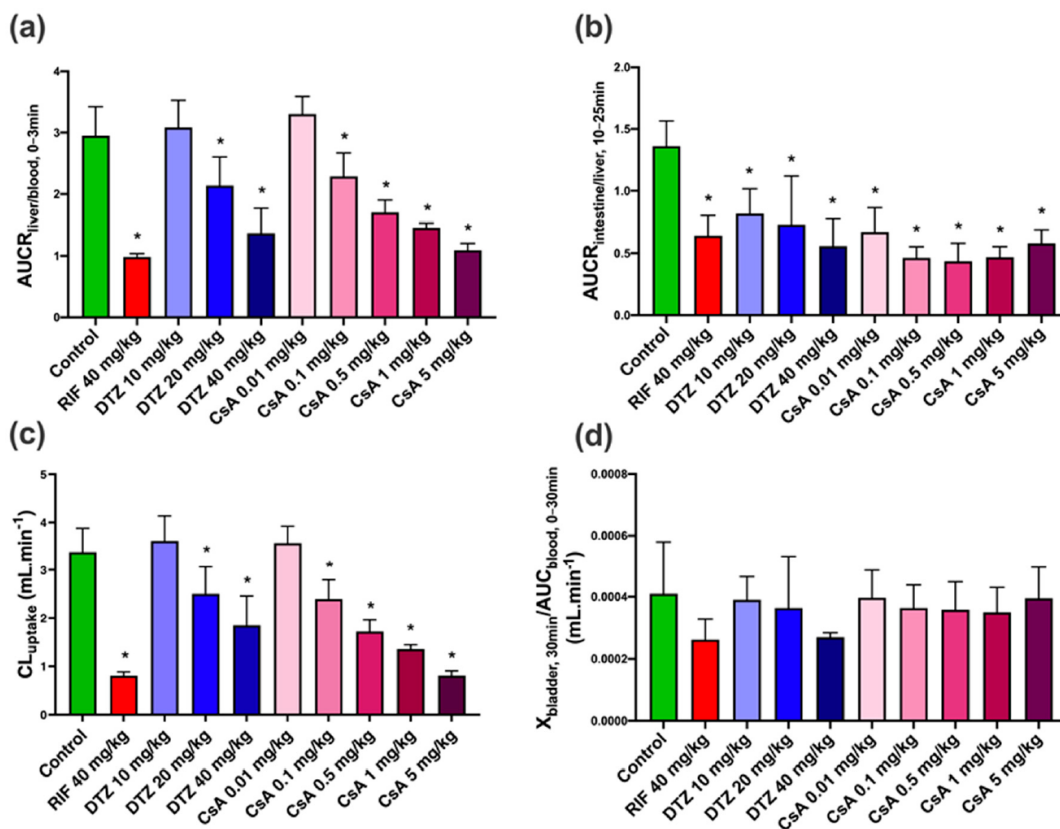 (a)
AUCR liver/blood, 0–3min
4
3
2
1
0
* * * * * * *
Control
RIF 40 mg/kg
DTZ 10 mg/kg
DTZ 20 mg/kg
DTZ 40 mg/kg
CsA 0.01 mg/kg
CsA 0.1 mg/kg
CsA 0.5 mg/kg
CsA 1 mg/kg
CsA 5 mg/kg
(b)
AUCR intestine/liver, 10–25min
2.0
1.5
1.0
0.5
0.0
* * * * * * * * *
Control
RIF 40 mg/kg
DTZ 10 mg/kg
DTZ 20 mg/kg
DTZ 40 mg/kg
CsA 0.01 mg/kg
CsA 0.1 mg/kg
CsA 0.5 mg/kg
CsA 1 mg/kg
CsA 5 mg/kg
(c)
CLuptake (mL.min-1)
5
4
3
2
1
0
* * * * * * *
Control
RIF 40 mg/kg
DTZ 10 mg/kg
DTZ 20 mg/kg
DTZ 40 mg/kg
CsA 0.01 mg/kg
CsA 0.1 mg/kg
CsA 0.5 mg/kg
CsA 1 mg/kg
CsA 5 mg/kg
(d)
Xbladder, 30min/AUCblood, 0–30min
(mL.min-1)
0.0008
0.0006
0.0004
0.0002
0.0000
Control
RIF 40 mg/kg
DTZ 10 mg/kg
DTZ 20 mg/kg
DTZ 40 mg/kg
CsA 0.01 mg/kg
CsA 0.1 mg/kg
CsA 0.5 mg/kg
CsA 1 mg/kg
CsA 5 mg/kg